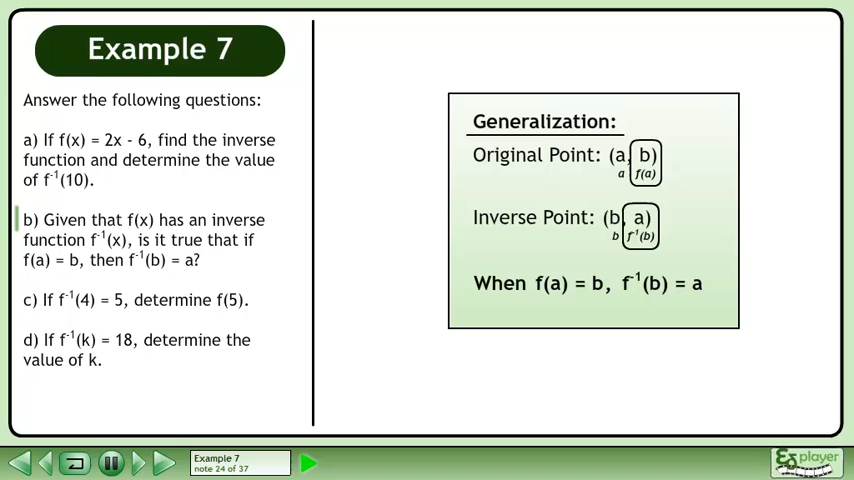 Example 7
Answer the following questions:
a) If f(x) = 2x - 6, find the inverse
function and determine the value
of f⁻¹(10).
b) Given that f(x) has an inverse
function f⁻¹(x), is it true that if
f(a) = b, then f⁻¹(b) = a?
c) If f⁻¹(4) = 5, determine f(5).
d) If f⁻¹(k) = 18, determine the
value of k.
Generalization:
Original Point: (a, b)
a f(a)
Inverse Point: (b, a)
b f⁻¹(b)
When f(a) = b, f⁻¹(b) = a
Example 7
note 24 of 37
player